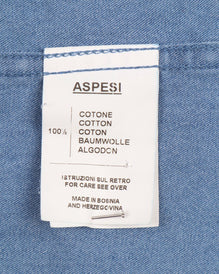 ASPESI
COTONE
COTTON
100% COTON
BAUMWOLLE
ALGODON
ISTRUZIONI SUL RETRO
FOR CARE SEE OVER
MADE IN BOSNIA
AND HERZEGOVINA